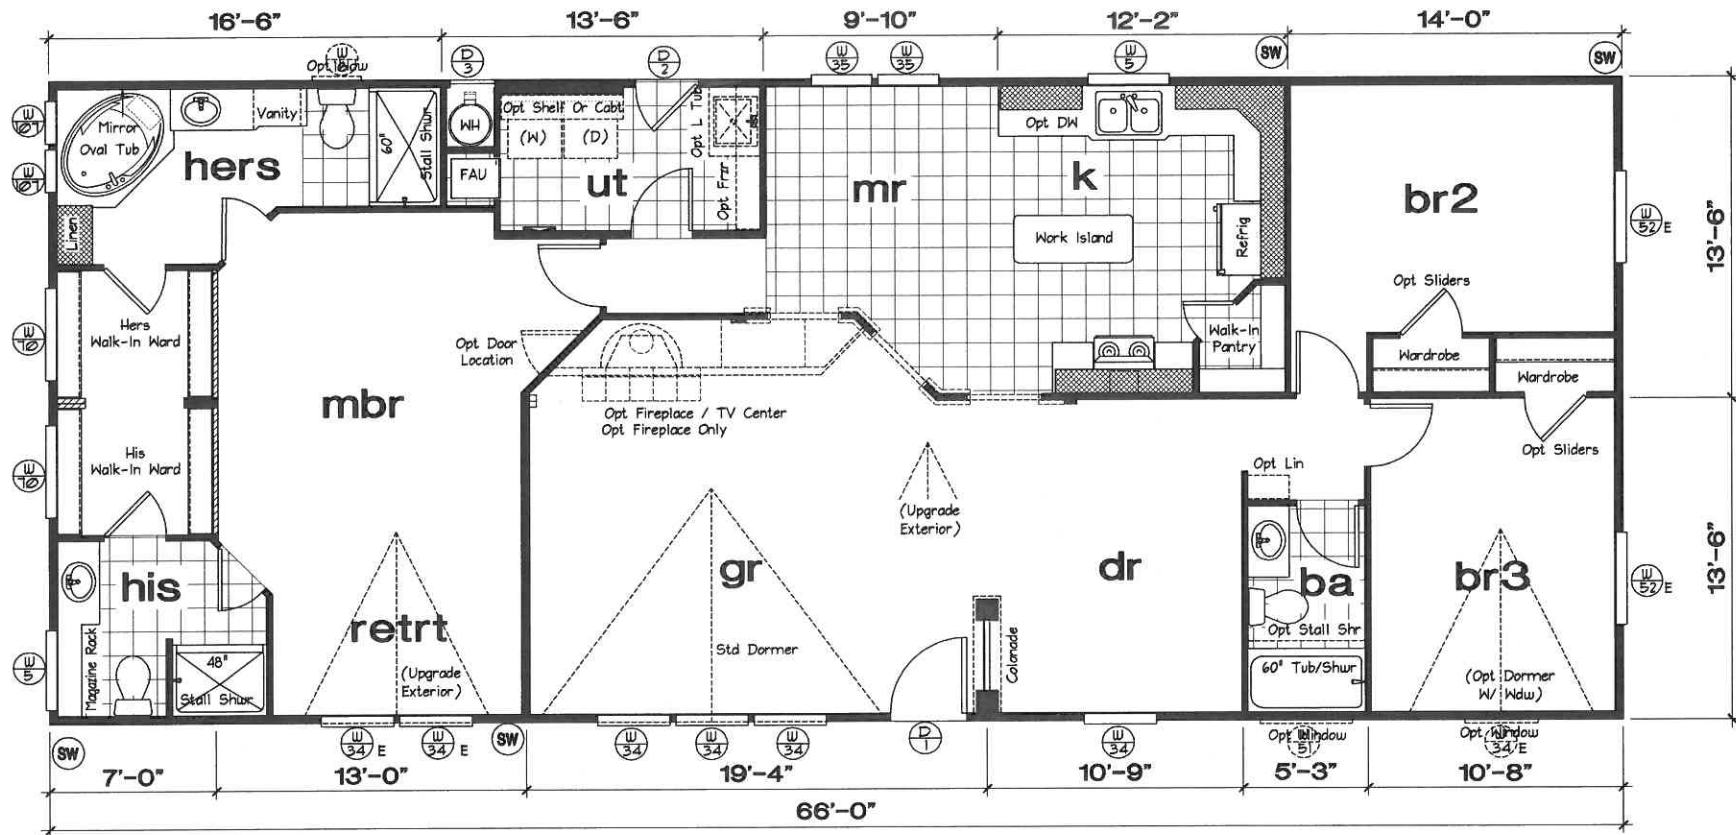 16'-6"
13'-6"
9'-10"
12'-2"
14'-0"
D
3
D
2
W
35
W
35
W
5
SW
SW
Mirror
Oval Tub
Vanity
60"
Stall Shwr
WH
FAU
Opt Shelf Or Cabt
(W)
(D)
Opt L Tub
Opt Frzr
Opt DW
hers
ut
mr
k
br2
Work Island
Refrig
W
52 E
13'-6"
W
10
Hers
Walk-In Ward
Opt Sliders
Opt Door
Location
Walk-In
Pantry
Wardrobe
Wardrobe
mbr
Opt Fireplace / TV Center
Opt Fireplace Only
Opt Sliders
His
Walk-In Ward
W
10
Opt Lin
(Upgrade
Exterior)
his
gr
dr
ba
br3
W
52 E
13'-6"
Opt Stall Shr
retrt
Std Dormer
Colonade
Magazine Rack
48"
Stall Shwr
(Upgrade
Exterior)
60" Tub/Shwr
(Opt Dormer
W/ Wdw)
W
5
SW
W
34 E
W
34 E
SW
W
34
W
34
W
34
D
1
W
34
Opt Window
51
34 E
7'-0"
13'-0"
19'-4"
10'-9"
5'-3"
10'-8"
66'-0"